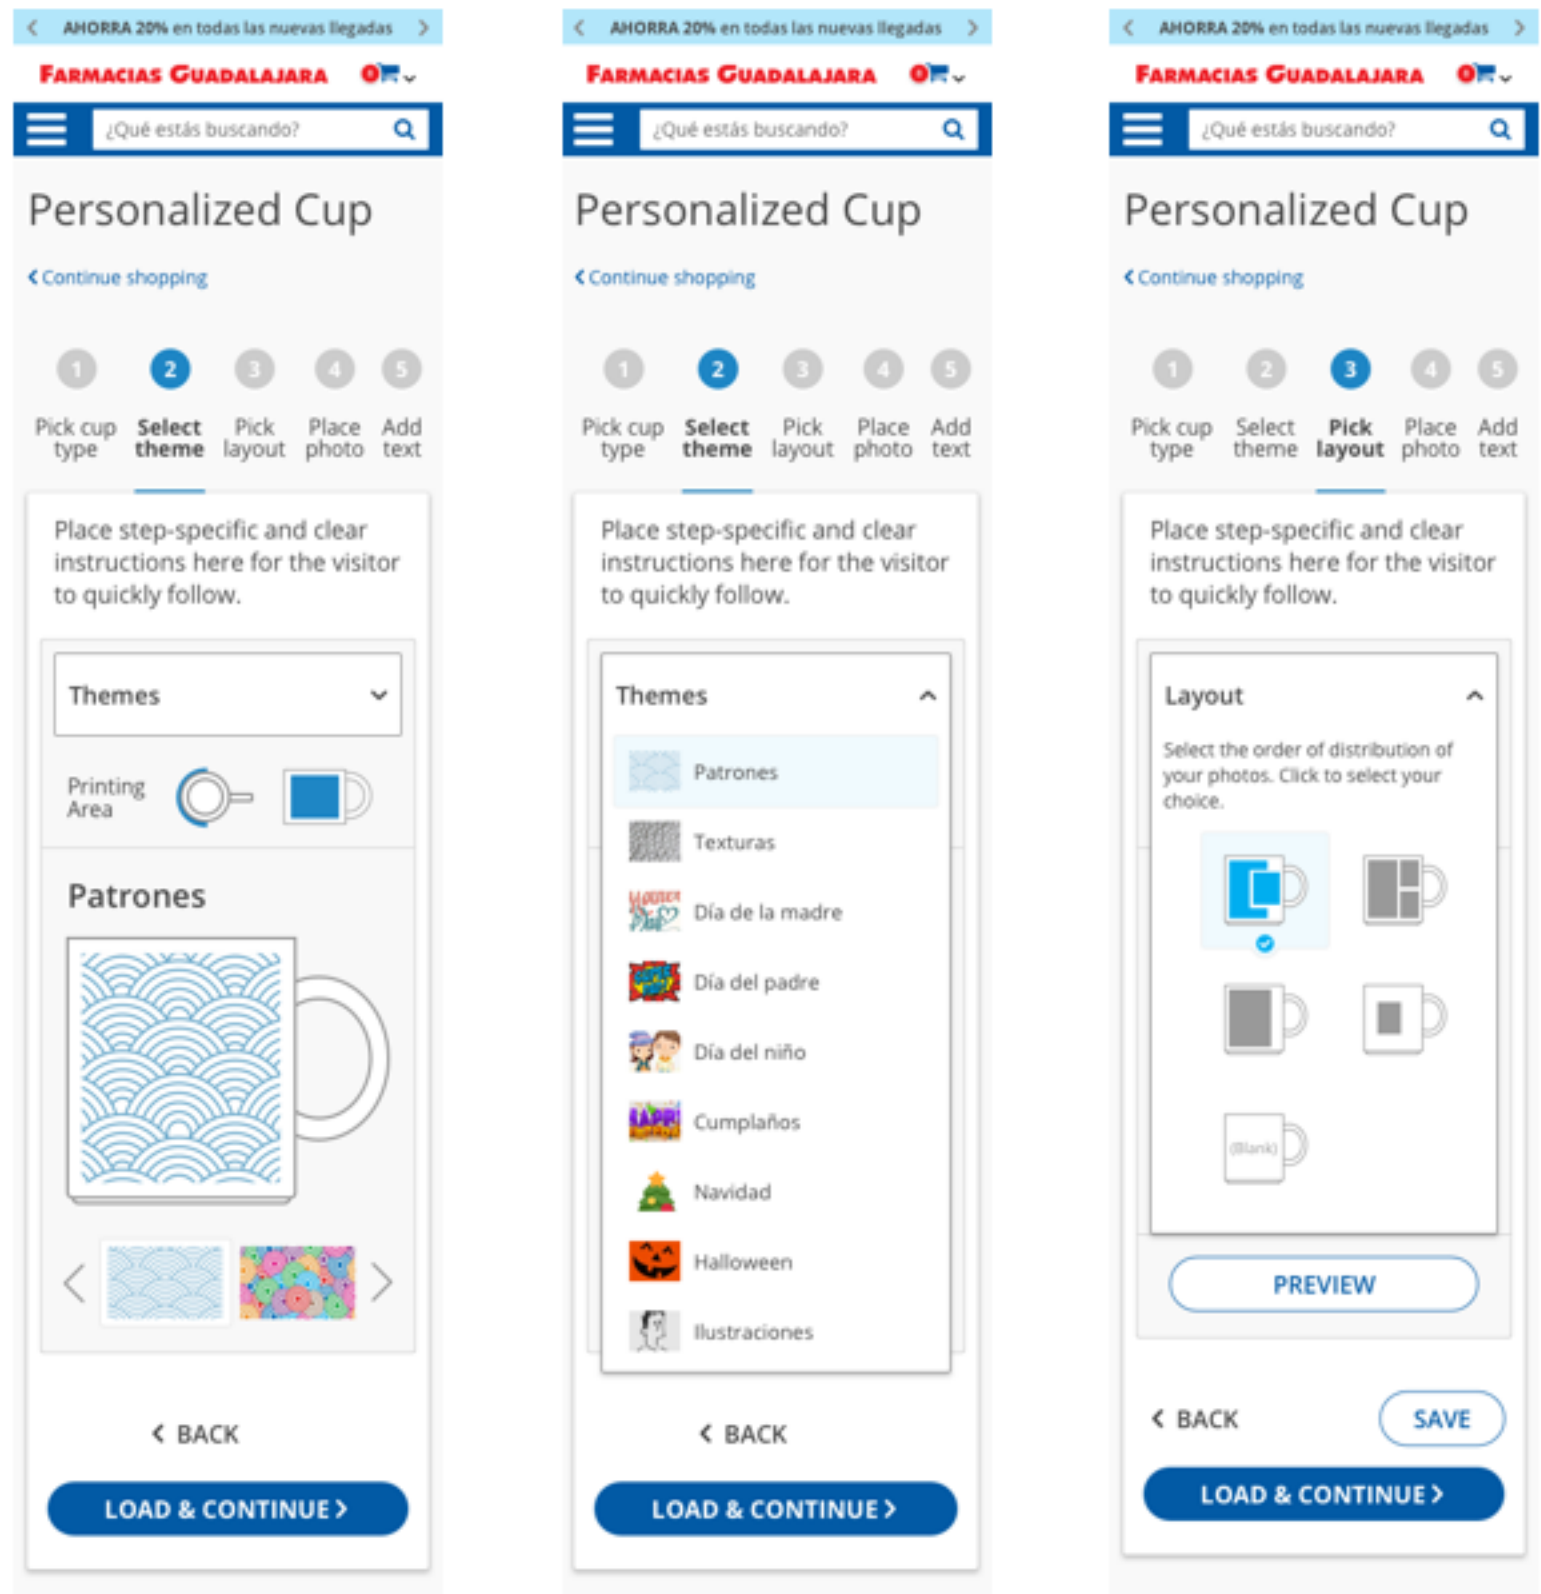 AHORRA 20% en todas las nuevas llegadas
FARMACIAS GUADALAJARA
0
¿Qué estás buscando?
Personalized Cup
Continue shopping
1 2 3 4 5
Pick cup type Select theme Pick layout Place photo Add text
Place step-specific and clear
instructions here for the visitor
to quickly follow.
Themes
Printing
Area
Patrones
BACK
LOAD & CONTINUE
AHORRA 20% en todas las nuevas llegadas
FARMACIAS GUADALAJARA
0
¿Qué estás buscando?
Personalized Cup
Continue shopping
1 2 3 4 5
Pick cup type Select theme Pick layout Place photo Add text
Place step-specific and clear
instructions here for the visitor
to quickly follow.
Themes
Patrones
Texturas
Día de la madre
Día del padre
Día del niño
Cumplaños
Navidad
Halloween
Ilustraciones
BACK
LOAD & CONTINUE
AHORRA 20% en todas las nuevas llegadas
FARMACIAS GUADALAJARA
0
¿Qué estás buscando?
Personalized Cup
Continue shopping
1 2 3 4 5
Pick cup type Select theme Pick layout Place photo Add text
Place step-specific and clear
instructions here for the visitor
to quickly follow.
Layout
Select the order of distribution of
your photos. Click to select your
choice.
(Blank)
PREVIEW
BACK
SAVE
LOAD & CONTINUE